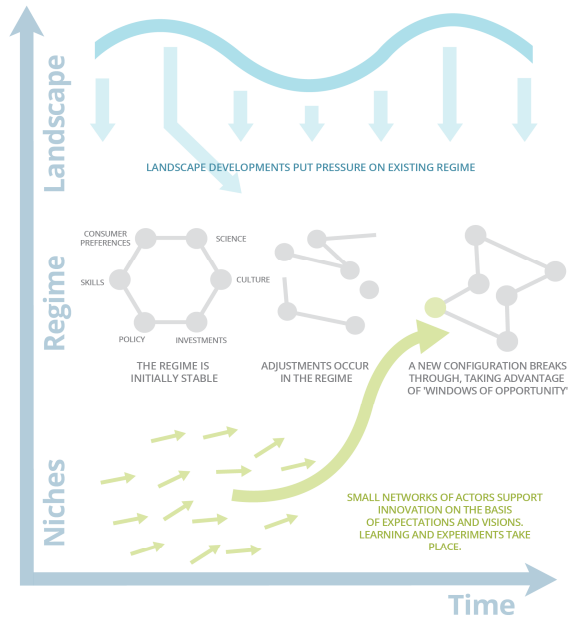 Landscape
LANDSCAPE DEVELOPMENTS PUT PRESSURE ON EXISTING REGIME
Regime
CONSUMER
PREFERENCES
SCIENCE
SKILLS
CULTURE
POLICY
INVESTMENTS
THE REGIME IS
INITIALLY STABLE
ADJUSTMENTS OCCUR
IN THE REGIME
A NEW CONFIGURATION BREAKS
THROUGH, TAKING ADVANTAGE
OF 'WINDOWS OF OPPORTUNITY'
Niches
SMALL NETWORKS OF ACTORS SUPPORT
INNOVATION ON THE BASIS
OF EXPECTATIONS AND VISIONS.
LEARNING AND EXPERIMENTS TAKE
PLACE.
Time